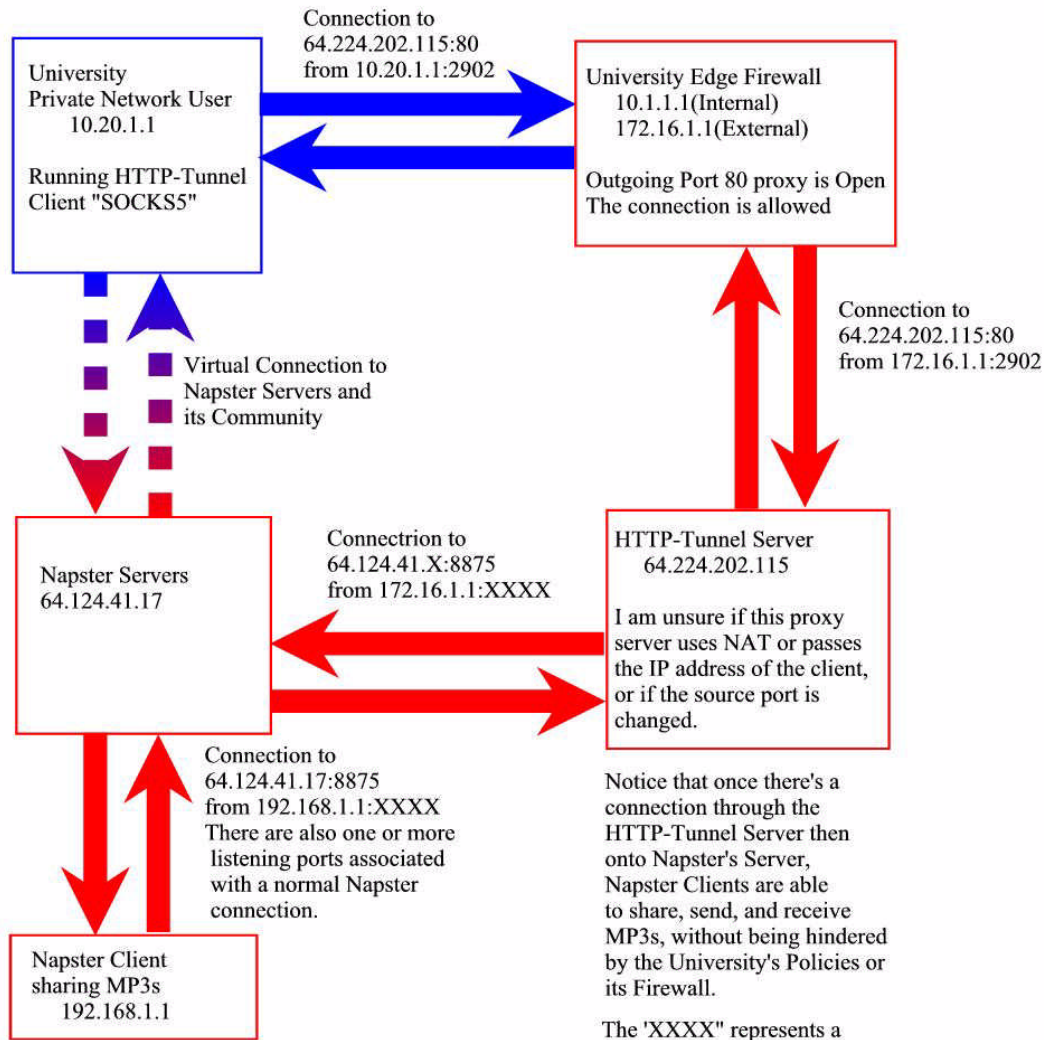 Connection to
64.224.202.115:80
from 10.20.1.1:2902
University
Private Network User
10.20.1.1
Running HTTP-Tunnel
Client "SOCKS5"
University Edge Firewall
10.1.1.1(Internal)
172.16.1.1(External)
Outgoing Port 80 proxy is Open
The connection is allowed
Connection to
64.224.202.115:80
from 172.16.1.1:2902
Virtual Connection to
Napster Servers and
its Community
Napster Servers
64.124.41.17
Connectrion to
64.124.41.X:8875
from 172.16.1.1:XXXX
HTTP-Tunnel Server
64.224.202.115
I am unsure if this proxy
server uses NAT or passes
the IP address of the client,
or if the source port is
changed.
Connection to
64.124.41.17:8875
from 192.168.1.1:XXXX
There are also one or more
listening ports associated
with a normal Napster
connection.
Napster Client
sharing MP3s
192.168.1.1
Notice that once there's a
connection through the
HTTP-Tunnel Server then
onto Napster's Server,
Napster Clients are able
to share, send, and receive
MP3s, without being hindered
by the University's Policies or
its Firewall.
The 'XXXX" represents a